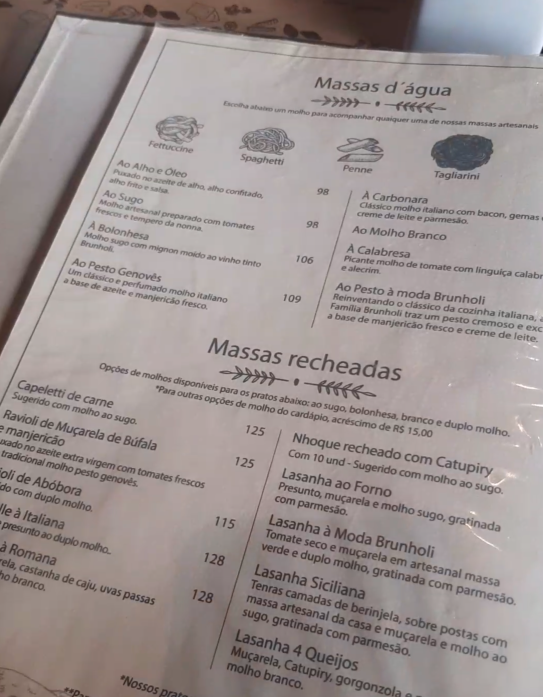 Massas d´água
Escolha abaixo um molho para acompanhar qualquer uma de nossas massas artesanais
Fettuccine
Spaghetti
Penne
Tagliarini
Ao Alho e Óleo 98
Puxado no azeite de alho, alho confitado,
alho frito e salsa.
Ao Sugo 98
Molho artesanal preparado com tomates
frescos e tempero da nonna.
À Bolonhesa 106
Molho sugo com mignon moído ao vinho tinto
Brunholi.
Ao Pesto Genovês 109
Um clássico e perfumado molho italiano
a base de azeite e manjericão fresco.
À Carbonara
Clássico molho italiano com bacon, gemas
creme de leite e parmesão.
Ao Molho Branco
À Calabresa
Picante molho de tomate com linguiça
e alecrim.
Ao Pesto à moda Brunholi
Reinventando o clássico da cozinha italiana,
Família Brunholi traz um pesto cremoso e
a base de manjericão fresco e creme de leite.
Massas recheadas
Opções de molhos disponíveis para os pratos abaixo: ao sugo, bolonhesa, branco e duplo molho.
*Para outras opções de molho do cardápio, acréscimo de R$ 15,00
Capeletti de carne 125
Sugerido com molho ao sugo.
Ravioli de Muçarela de Búfala 125
e manjericão
no azeite extra virgem com tomates frescos
tradicional molho pesto genovês.
de Abóbora 115
com duplo molho.
à Italiana 128
presunto ao duplo molho.
à Romana 128
castanha de caju, uvas passas
branco.
Nhoque recheado com Catupiry
Com 10 und - Sugerido com molho ao sugo.
Lasanha ao Forno
Presunto, muçarela e molho sugo, gratinada
com parmesão.
Lasanha à Moda Brunholi
Tomate seco e muçarela em artesanal massa
verde e duplo molho, gratinada com parmesão.
Lasanha Siciliana
Tenras camadas de berinjela, sobre postas com
massa artesanal da casa e muçarela e molho ao
sugo, gratinada com parmesão.
Lasanha 4 Queijos
Muçarela, Catupiry, gorgonzola e
molho branco.
*Nossos